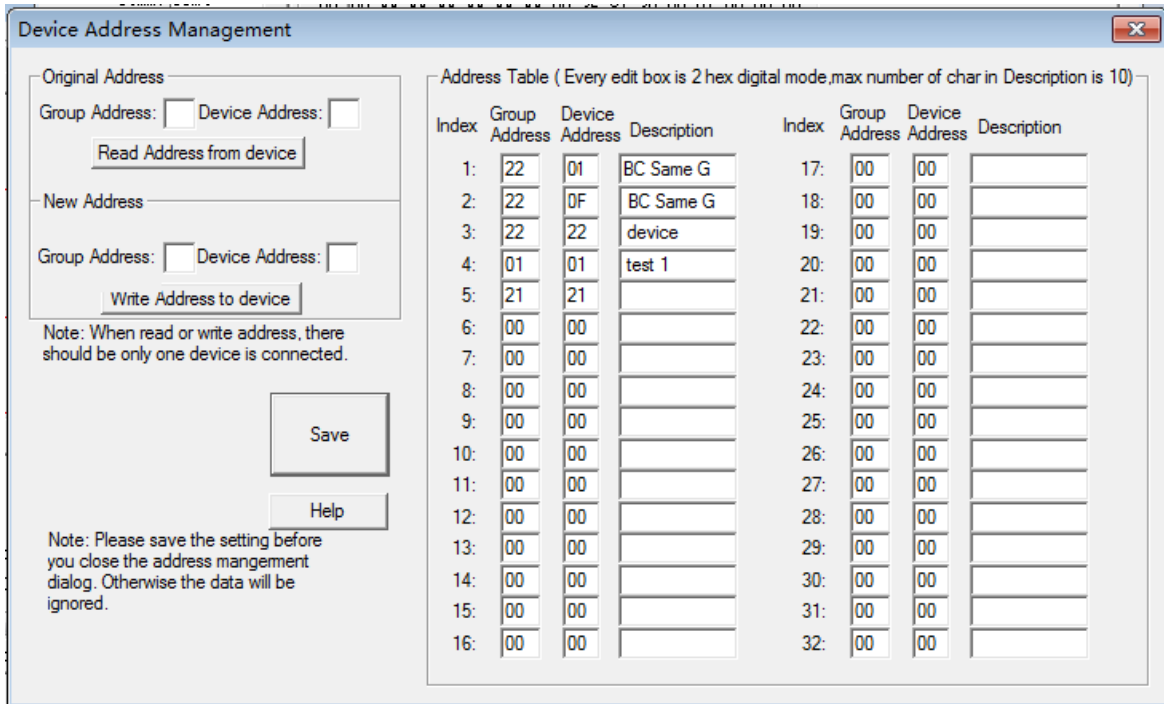 Device Address Management
Original Address
Group Address: Device Address:
Read Address from device
New Address
Group Address: Device Address:
Write Address to device
Note: When read or write address, there
should be only one device is connected.
Save
Help
Note: Please save the setting before
you close the address mangement
dialog. Otherwise the data will be
ignored.
Address Table ( Every edit box is 2 hex digital mode,max number of char in Description is 10)
Index Group Address Device Address Description
1: 22 01 BC Same G
2: 22 0F BC Same G
3: 22 22 device
4: 01 01 test 1
5: 21 21
6: 00 00
7: 00 00
8: 00 00
9: 00 00
10: 00 00
11: 00 00
12: 00 00
13: 00 00
14: 00 00
15: 00 00
16: 00 00
Index Group Address Device Address Description
17: 00 00
18: 00 00
19: 00 00
20: 00 00
21: 00 00
22: 00 00
23: 00 00
24: 00 00
25: 00 00
26: 00 00
27: 00 00
28: 00 00
29: 00 00
30: 00 00
31: 00 00
32: 00 00